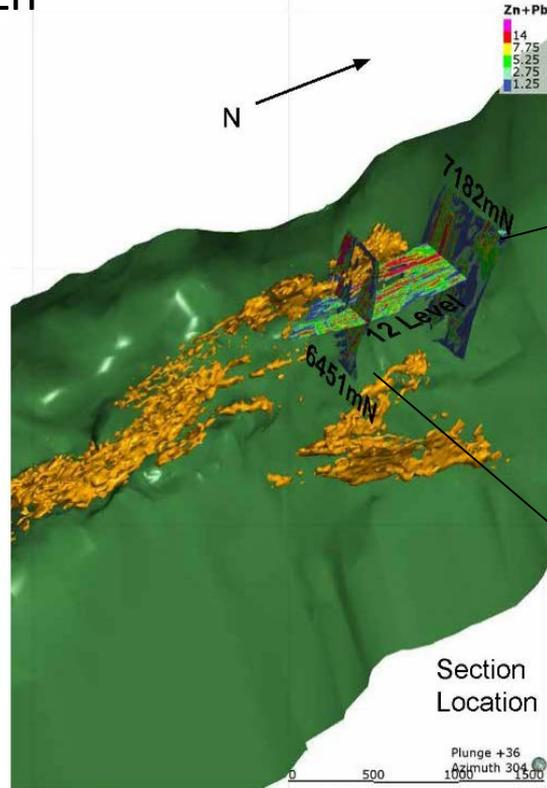 Zn+Pb
14
7.75
5.25
2.75
1.25
N
7182mN
12 Level
6451mN
Section
Location
Plunge +36
Azimuth 304
0 500 1000 1500